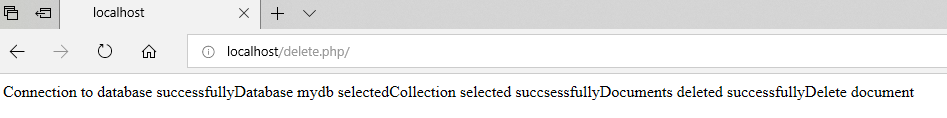 localhost
localhost/delete.php/
Connection to database successfullyDatabase mydb selectedCollection selected succsessfullyDocuments deleted successfullyDelete document